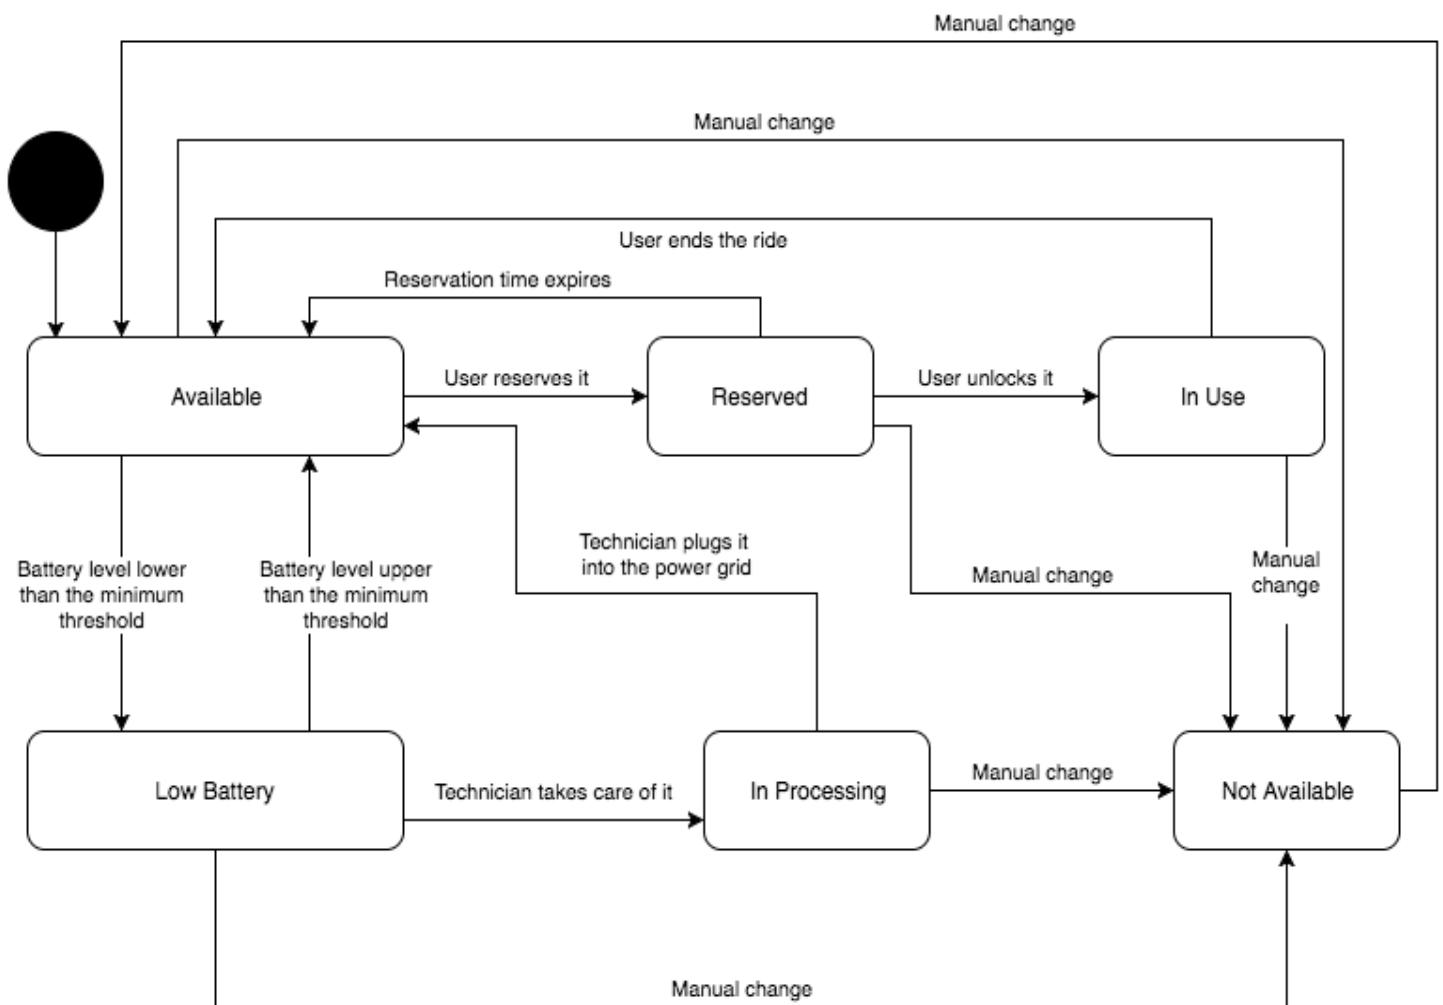 Manual change
Manual change
User ends the ride
Reservation time expires
Available
User reserves it
Reserved
User unlocks it
In Use
Battery level lower
than the minimum
threshold
Battery level upper
than the minimum
threshold
Technician plugs it
into the power grid
Manual change
Manual
change
Low Battery
Technician takes care of it
In Processing
Manual change
Not Available
Manual change